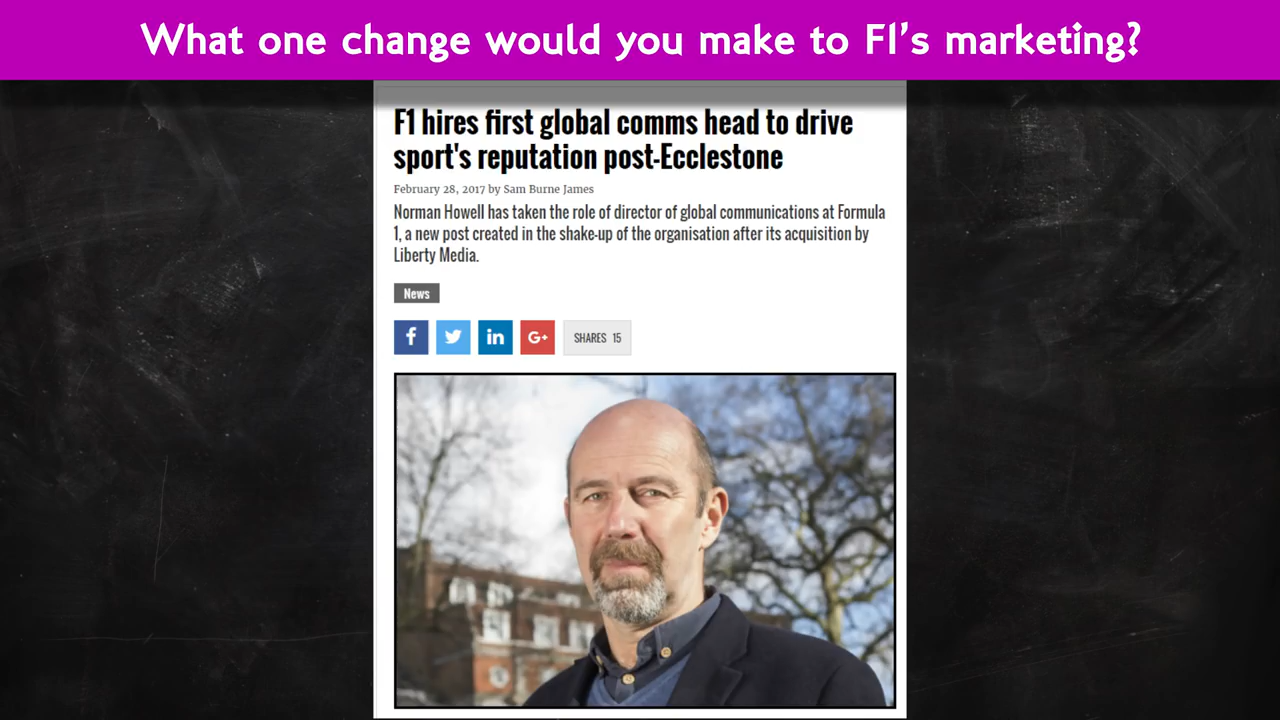 What one change would you make to F1's marketing?
F1 hires first global comms head to drive
sport's reputation post-Ecclestone
February 28, 2017 by Sam Burne James
Norman Howell has taken the role of director of global communications at Formula
1, a new post created in the shake-up of the organisation after its acquisition by
Liberty Media.
News
f in G+ SHARES 15